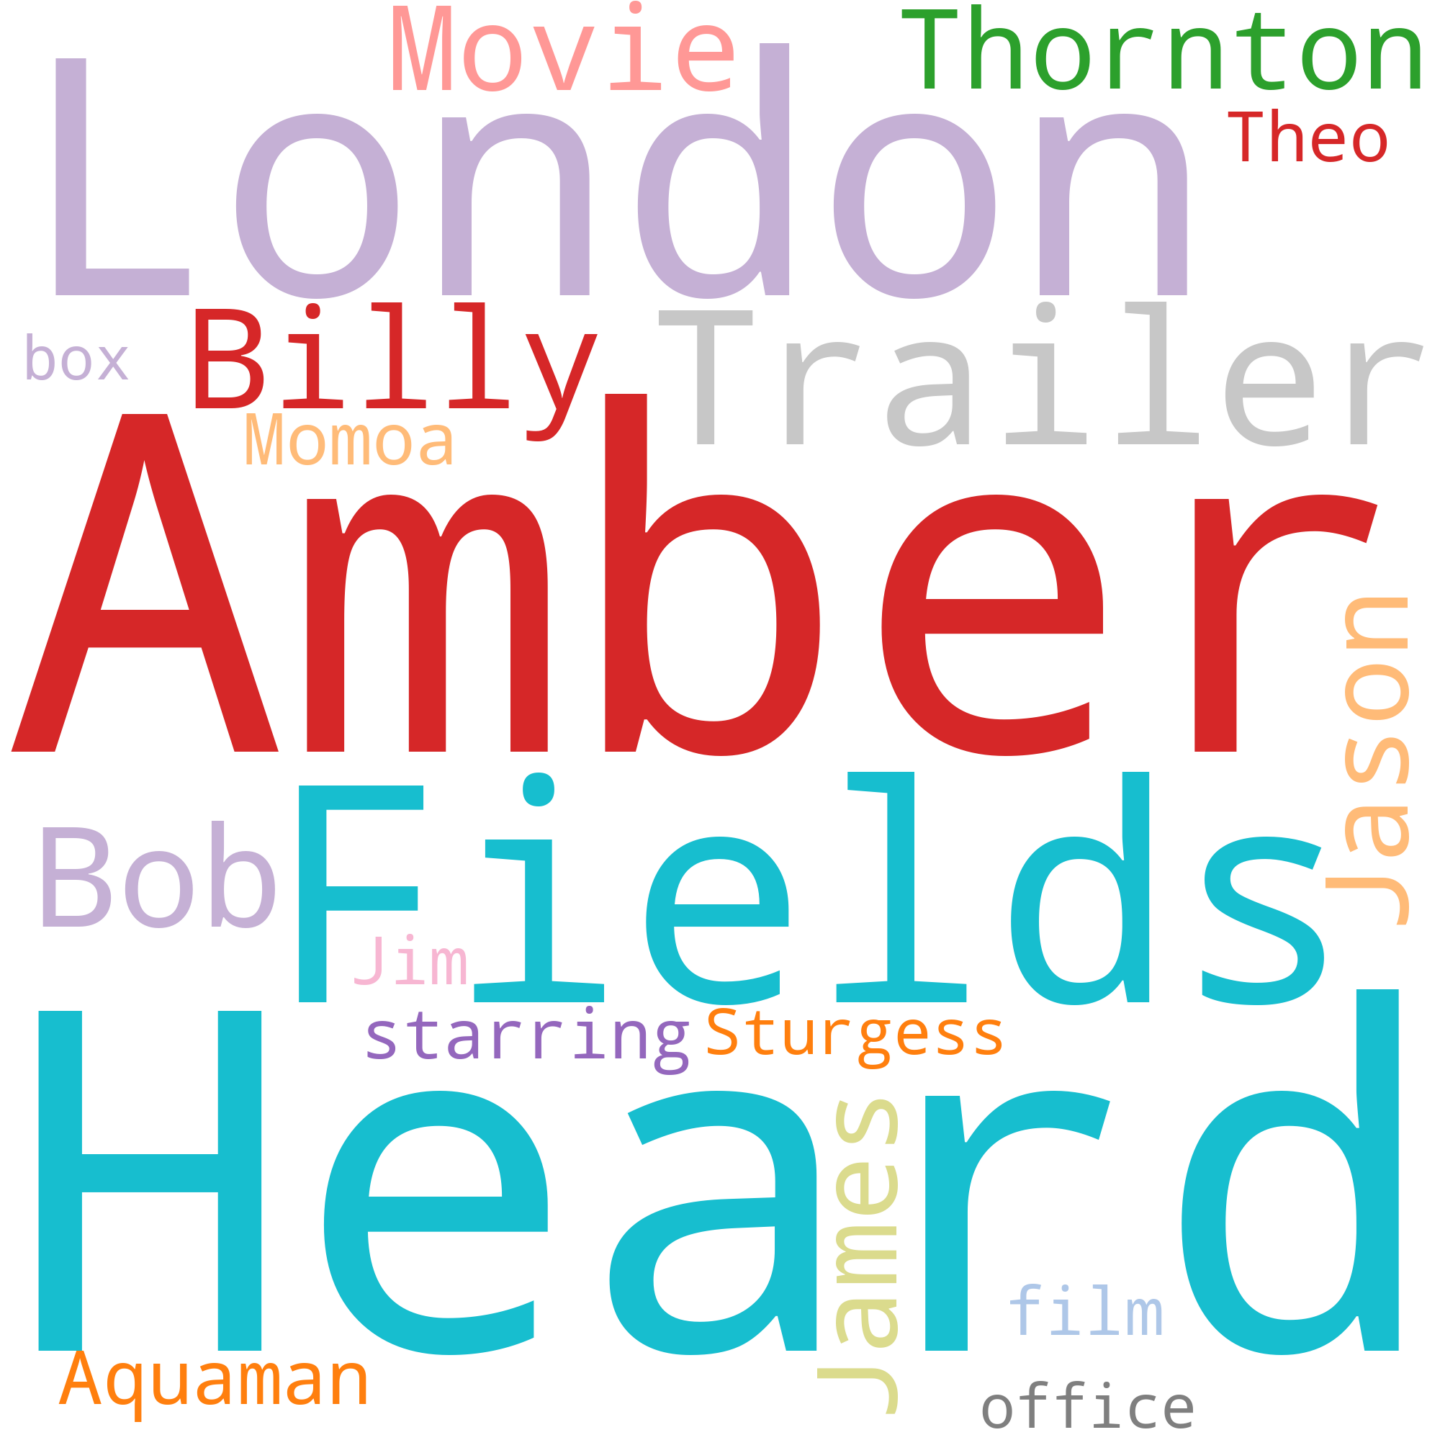 Movie Thornton
London Theo
box Billy Trailer
Momoa
Amber
Jason
Bob Fields
Jim
starring Sturgess
Heard
James
film
Aquaman
office